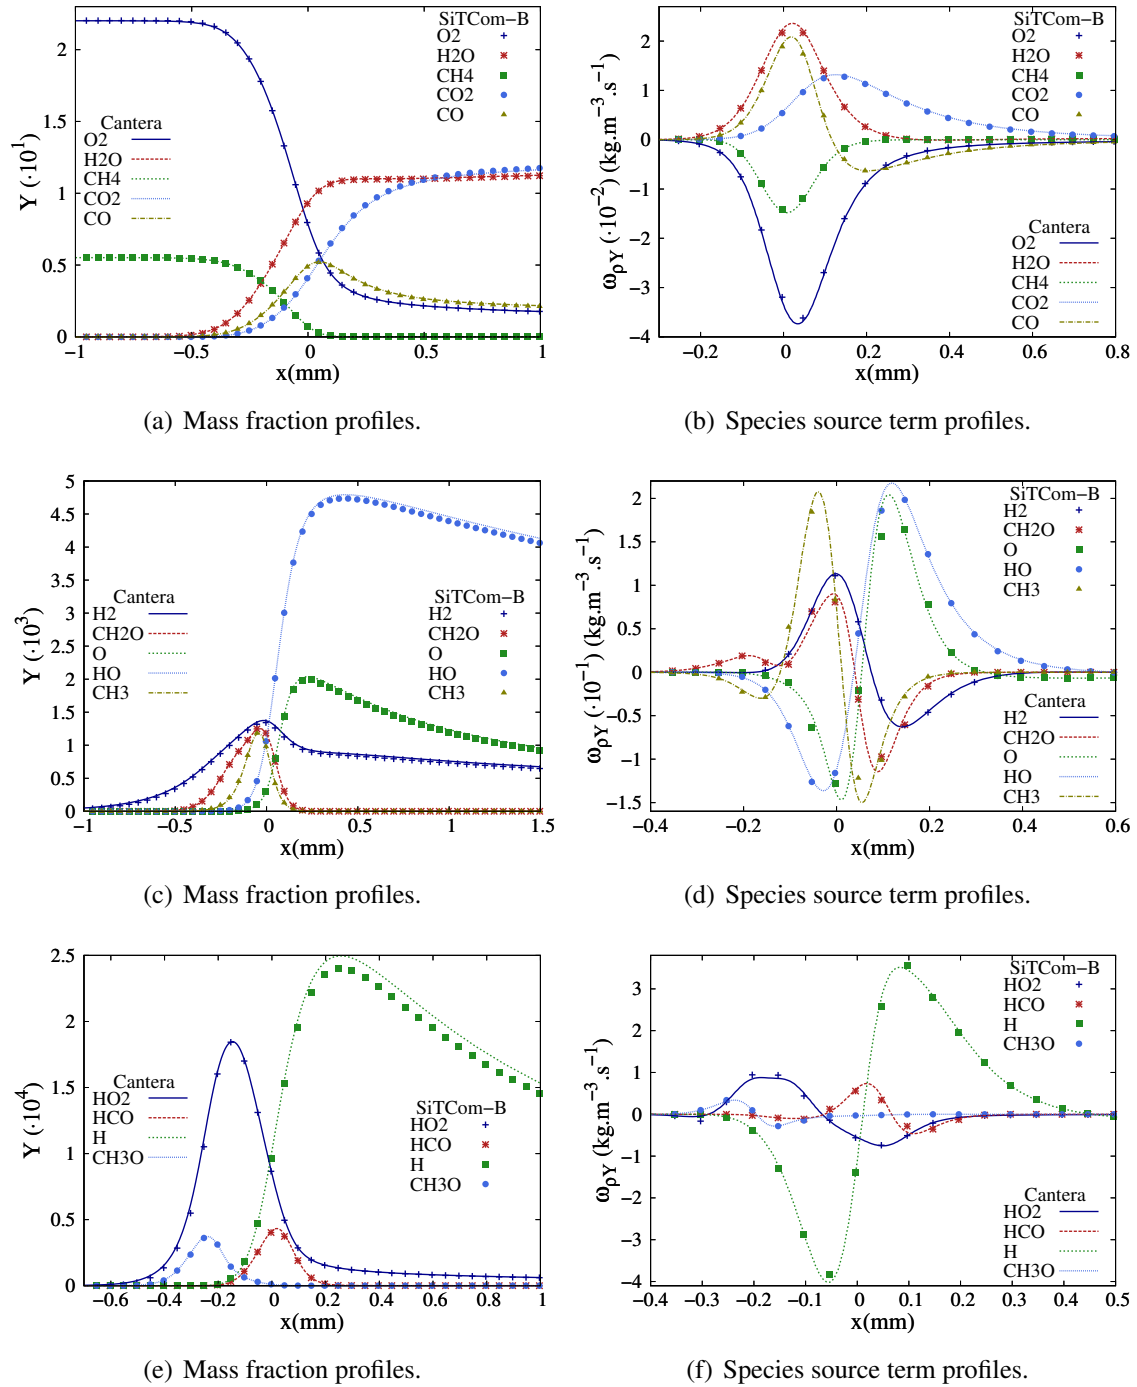 SiTCom−B
O2
H2O
CH4
CO2
CO
Cantera
O2
H2O
CH4
CO2
CO
Y (·10¹)
2
1
0.5
0
−1
−0.5
0
0.5
1
x(mm)
(a) Mass fraction profiles.
SiTCom−B
O2
H2O
CH4
CO2
CO
Cantera
O2
H2O
CH4
CO2
CO
ωρY (·10⁻²) (kg.m⁻³.s⁻¹)
2
1
0
−1
−2
−3
−4
−0.2
0
0.2
0.4
0.6
0.8
x(mm)
(b) Species source term profiles.
Cantera
H2
CH2O
O
HO
CH3
SiTCom−B
H2
CH2O
O
HO
CH3
Y (·10³)
5
4.5
4
3.5
3
2.5
2
1.5
1
0.5
0
−1
−0.5
0
0.5
1
1.5
x(mm)
(c) Mass fraction profiles.
SiTCom−B
H2
CH2O
O
HO
CH3
Cantera
H2
CH2O
O
HO
CH3
ωρY (·10⁻¹) (kg.m⁻³.s⁻¹)
2
1.5
1
0.5
0
−0.5
−1
−1.5
−0.4
−0.2
0
0.2
0.4
0.6
x(mm)
(d) Species source term profiles.
Cantera
HO2
HCO
H
CH3O
SiTCom−B
HO2
HCO
H
CH3O
Y (·10⁴)
2.5
2
1.5
1
0.5
0
−0.6
−0.4
−0.2
0
0.2
0.4
0.6
0.8
1
x(mm)
(e) Mass fraction profiles.
SiTCom−B
HO2
HCO
H
CH3O
Cantera
HO2
HCO
H
CH3O
ωρY (kg.m⁻³.s⁻¹)
3
2
1
0
−1
−2
−3
−4
−0.4
−0.3
−0.2
−0.1
0
0.1
0.2
0.3
0.4
0.5
x(mm)
(f) Species source term profiles.